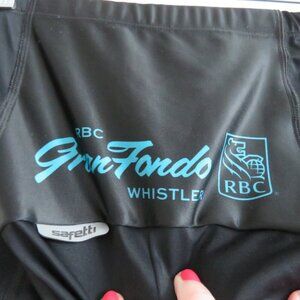 RBC
GranFondo
WHISTLER
RBC
®
safetti